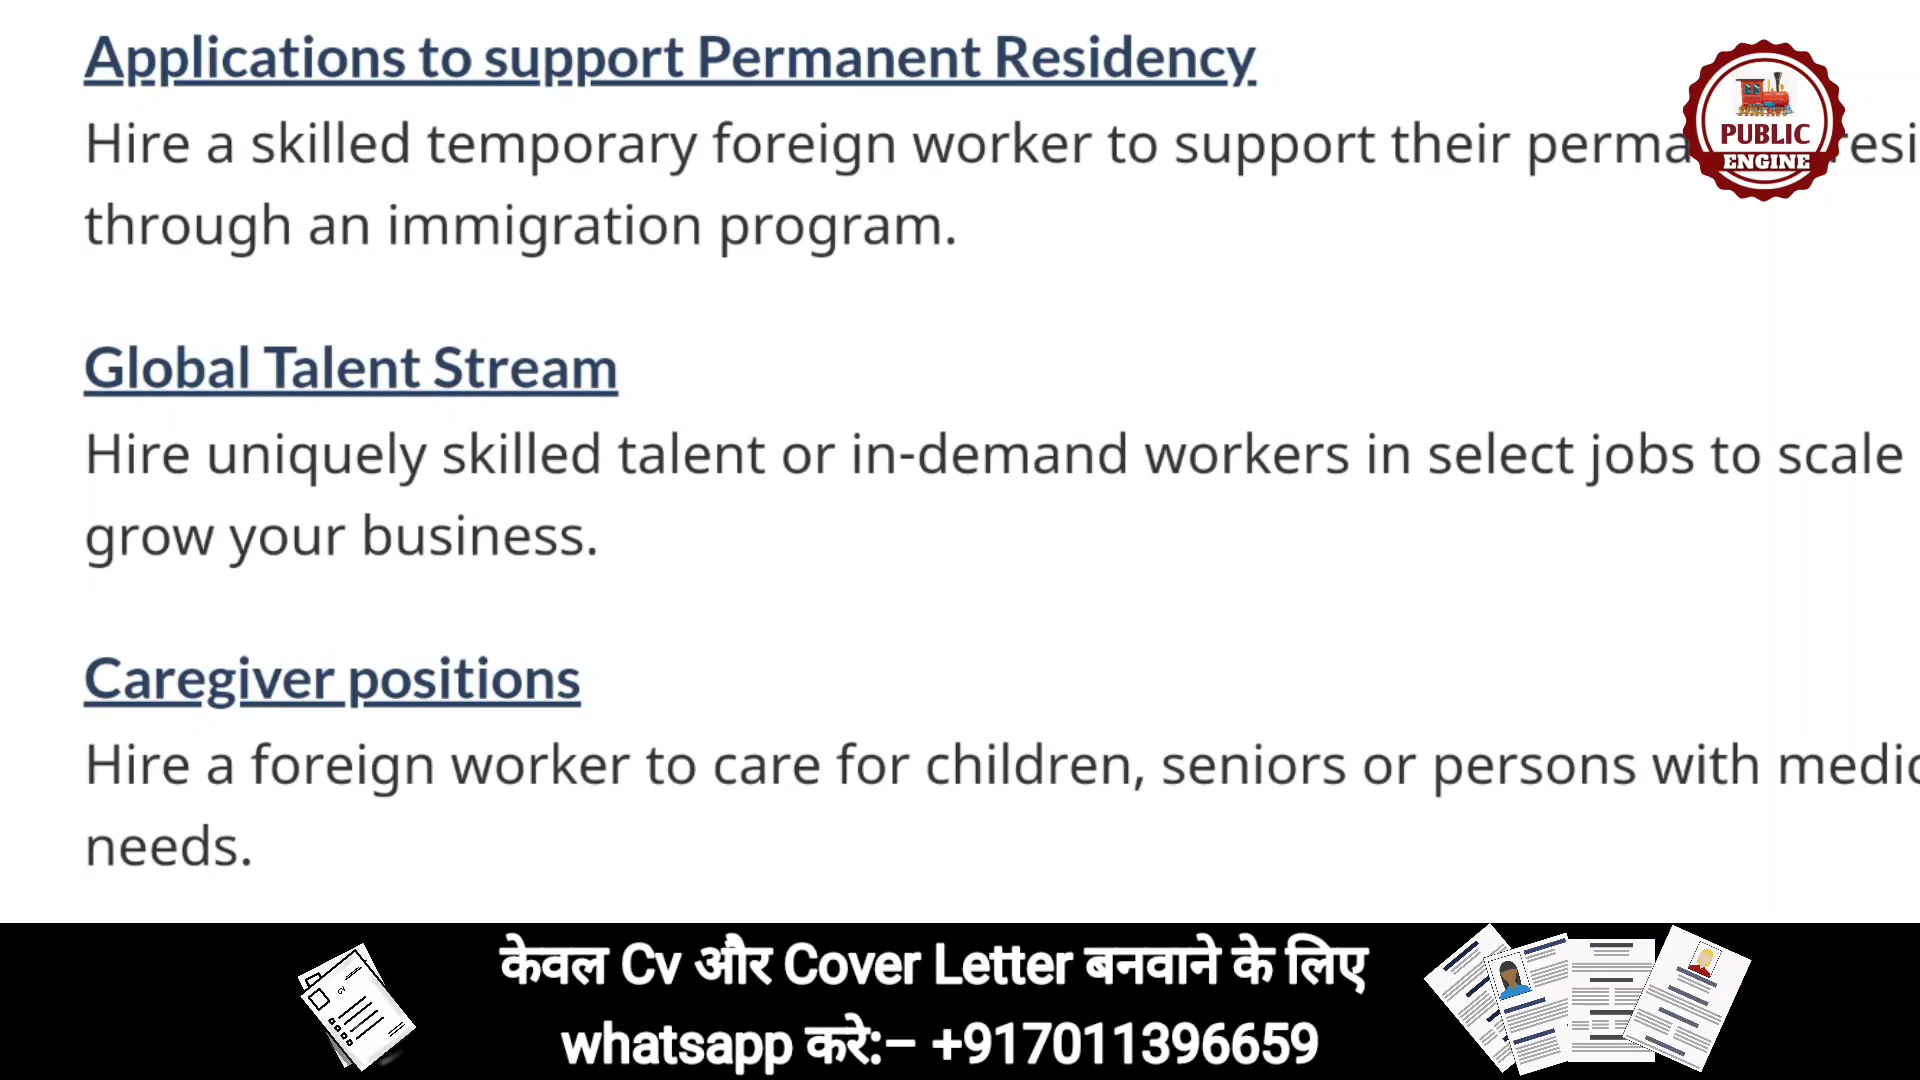 Applications to support Permanent Residency
Hire a skilled temporary foreign worker to support their perma resi
through an immigration program.
PUBLIC
ENGINE
Global Talent Stream
Hire uniquely skilled talent or in-demand workers in select jobs to scale
grow your business.
Caregiver positions
Hire a foreign worker to care for children, seniors or persons with medic
needs.
केवल Cv और Cover Letter बनवाने के लिए
whatsapp करे:– +917011396659
CV